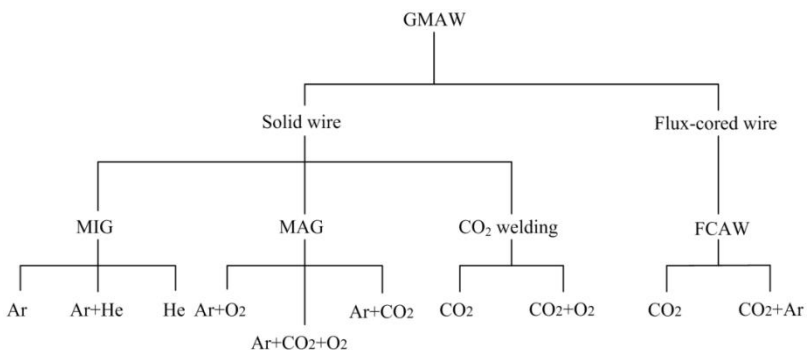 GMAW
Solid wire
Flux-cored wire
MIG
MAG
CO₂ welding
FCAW
Ar
Ar+He
He
Ar+O2
Ar+CO2+O2
Ar+CO2
CO2
CO2+O2
CO2
CO2+Ar